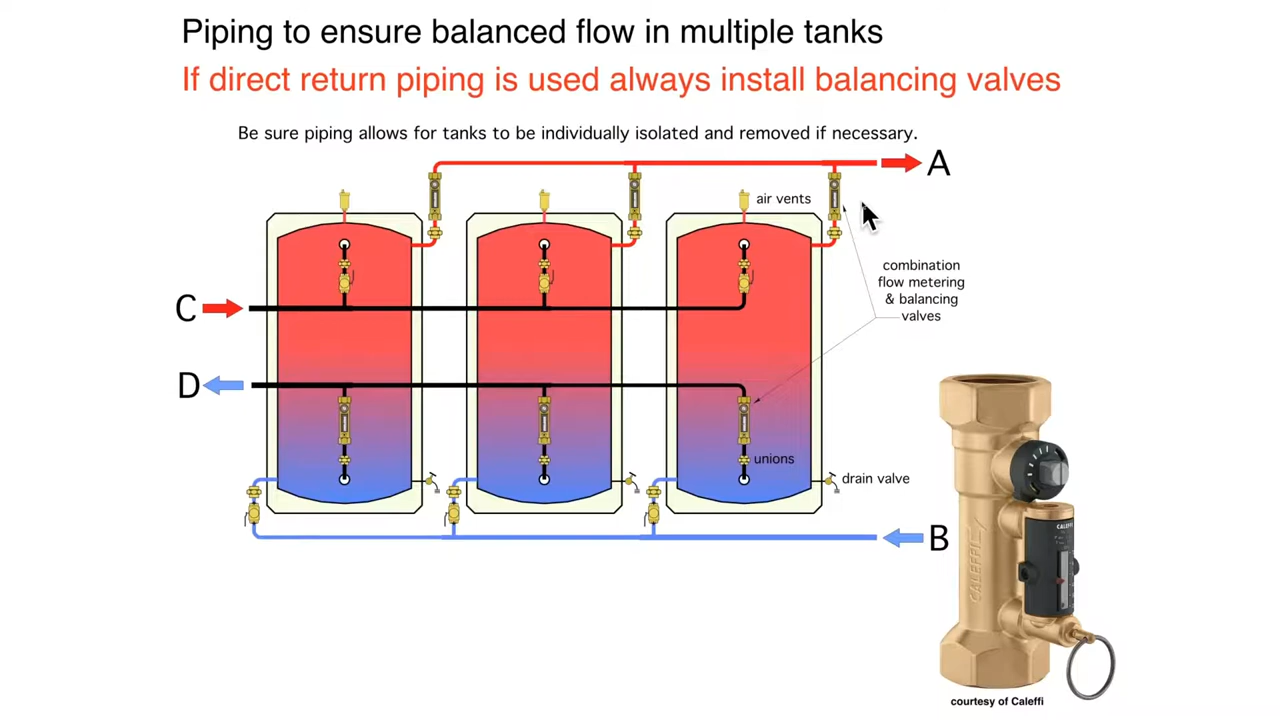 Piping to ensure balanced flow in multiple tanks
If direct return piping is used always install balancing valves
Be sure piping allows for tanks to be individually isolated and removed if necessary.
A
air vents
combination
flow metering
& balancing
valves
C
D
unions
drain valve
B
CALEFFI
CALEFFI
courtesy of Caleffi